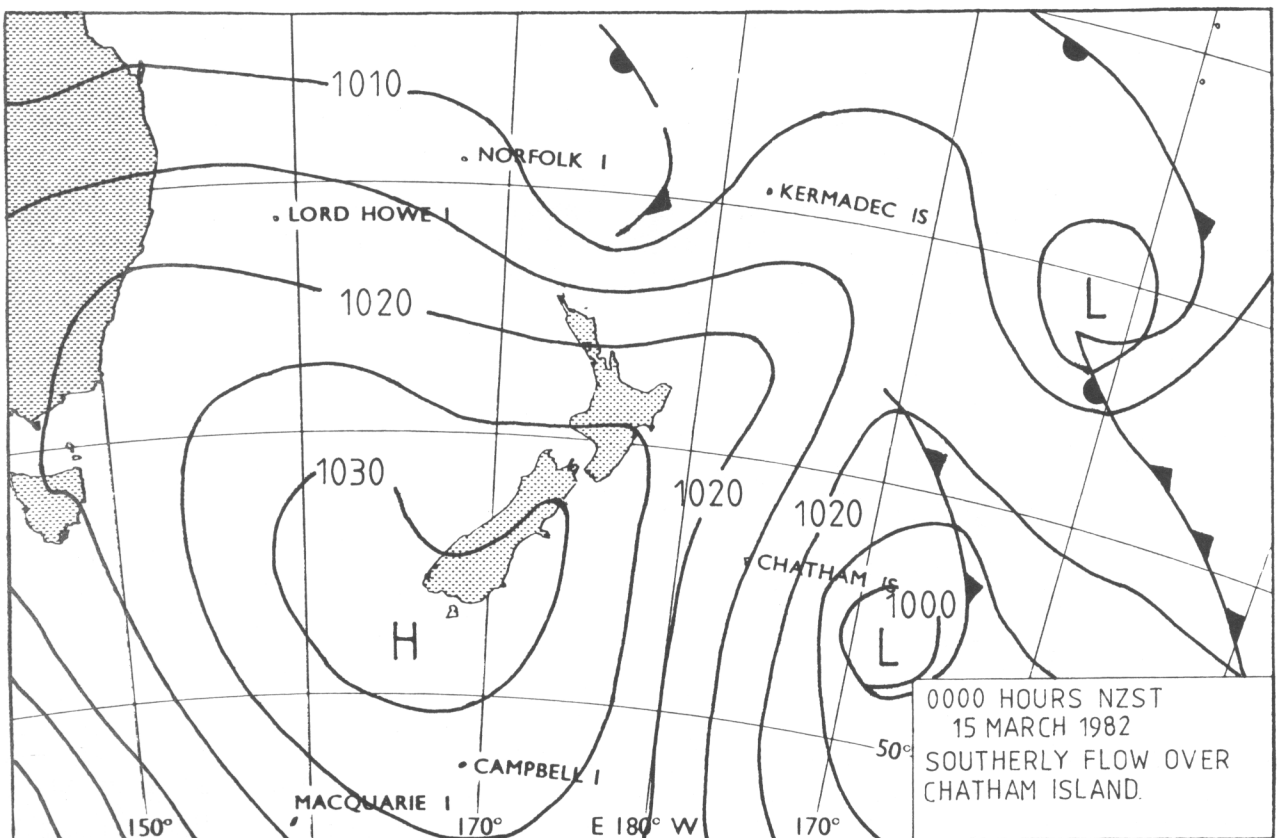 1010
NORFOLK I
KERMADEC IS
LORD HOWE I
1020
L
1030
1020
1020
CHATHAM IS
1000
H
L
0000 HOURS NZST
15 MARCH 1982
SOUTHERLY FLOW OVER
CHATHAM ISLAND.
50°
CAMPBELL I
MACQUARIE I
150°
170°
E 180° W
170°